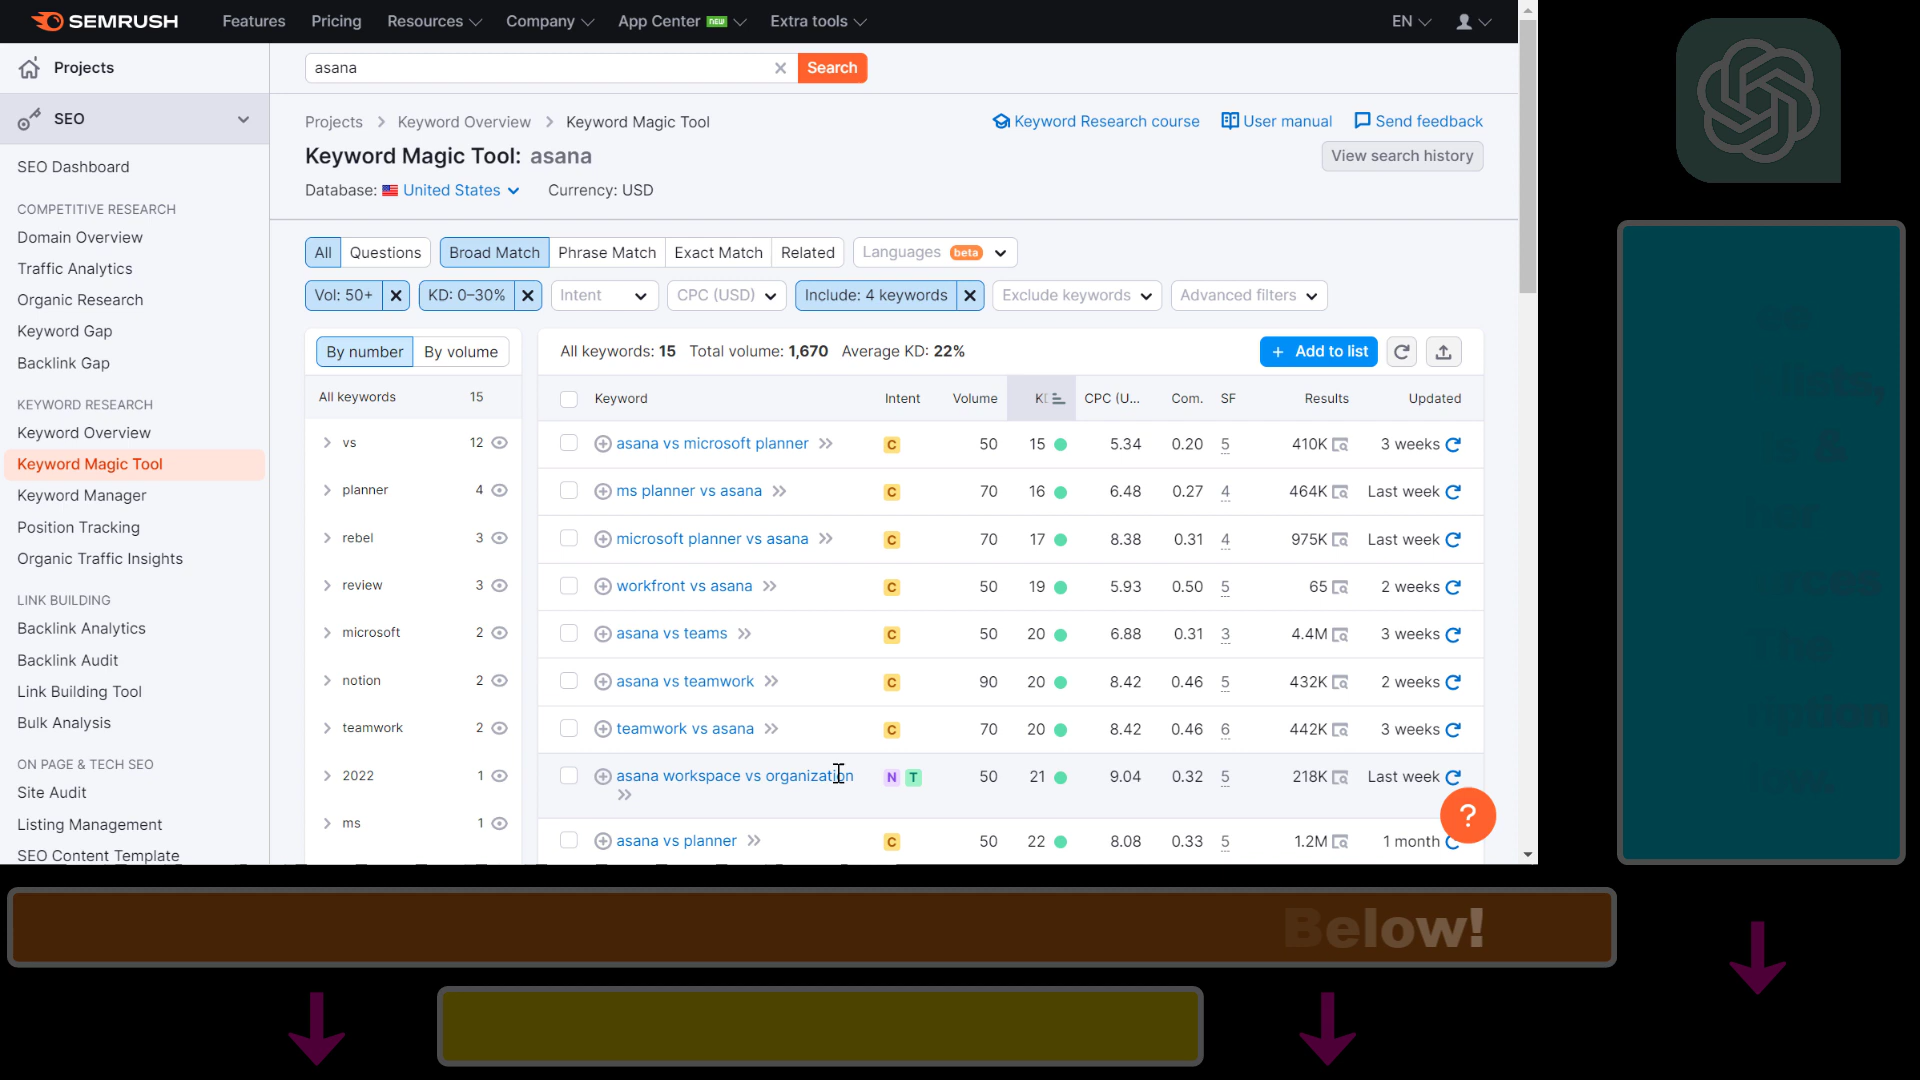 SEMRUSH Features Pricing Resources Company App Center NEW Extra tools EN
Projects
asana
Search
SEO
Projects > Keyword Overview > Keyword Magic Tool
Keyword Research course User manual Send feedback
Keyword Magic Tool: asana
View search history
Database: United States Currency: USD
SEO Dashboard
COMPETITIVE RESEARCH
Domain Overview
Traffic Analytics
Organic Research
Keyword Gap
Backlink Gap
KEYWORD RESEARCH
Keyword Overview
Keyword Magic Tool
Keyword Manager
Position Tracking
Organic Traffic Insights
LINK BUILDING
Backlink Analytics
Backlink Audit
Link Building Tool
Bulk Analysis
ON PAGE & TECH SEO
Site Audit
Listing Management
SEO Content Template
All Questions Broad Match Phrase Match Exact Match Related Languages beta
Vol: 50+ KD: 0–30% Intent CPC (USD) Include: 4 keywords Exclude keywords Advanced filters
By number By volume
All keywords 15
vs 12
planner 4
rebel 3
review 3
microsoft 2
notion 2
teamwork 2
2022 1
ms 1
All keywords: 15 Total volume: 1,670 Average KD: 22%
+ Add to list
Keyword Intent Volume CPC (U... Com. SF Results Updated
asana vs microsoft planner C 50 15 5.34 0.20 5 410K 3 weeks
ms planner vs asana C 70 16 6.48 0.27 4 464K Last week
microsoft planner vs asana C 70 17 8.38 0.31 4 975K Last week
workfront vs asana C 50 19 5.93 0.50 5 65 2 weeks
asana vs teams C 50 20 6.88 0.31 3 4.4M 3 weeks
asana vs teamwork C 90 20 8.42 0.46 5 432K 2 weeks
teamwork vs asana C 70 20 8.42 0.46 6 442K 3 weeks
asana workspace vs organization N T 50 21 9.04 0.32 5 218K Last week
asana vs planner C 50 22 8.08 0.33 5 1.2M 1 month
?
Below!
The